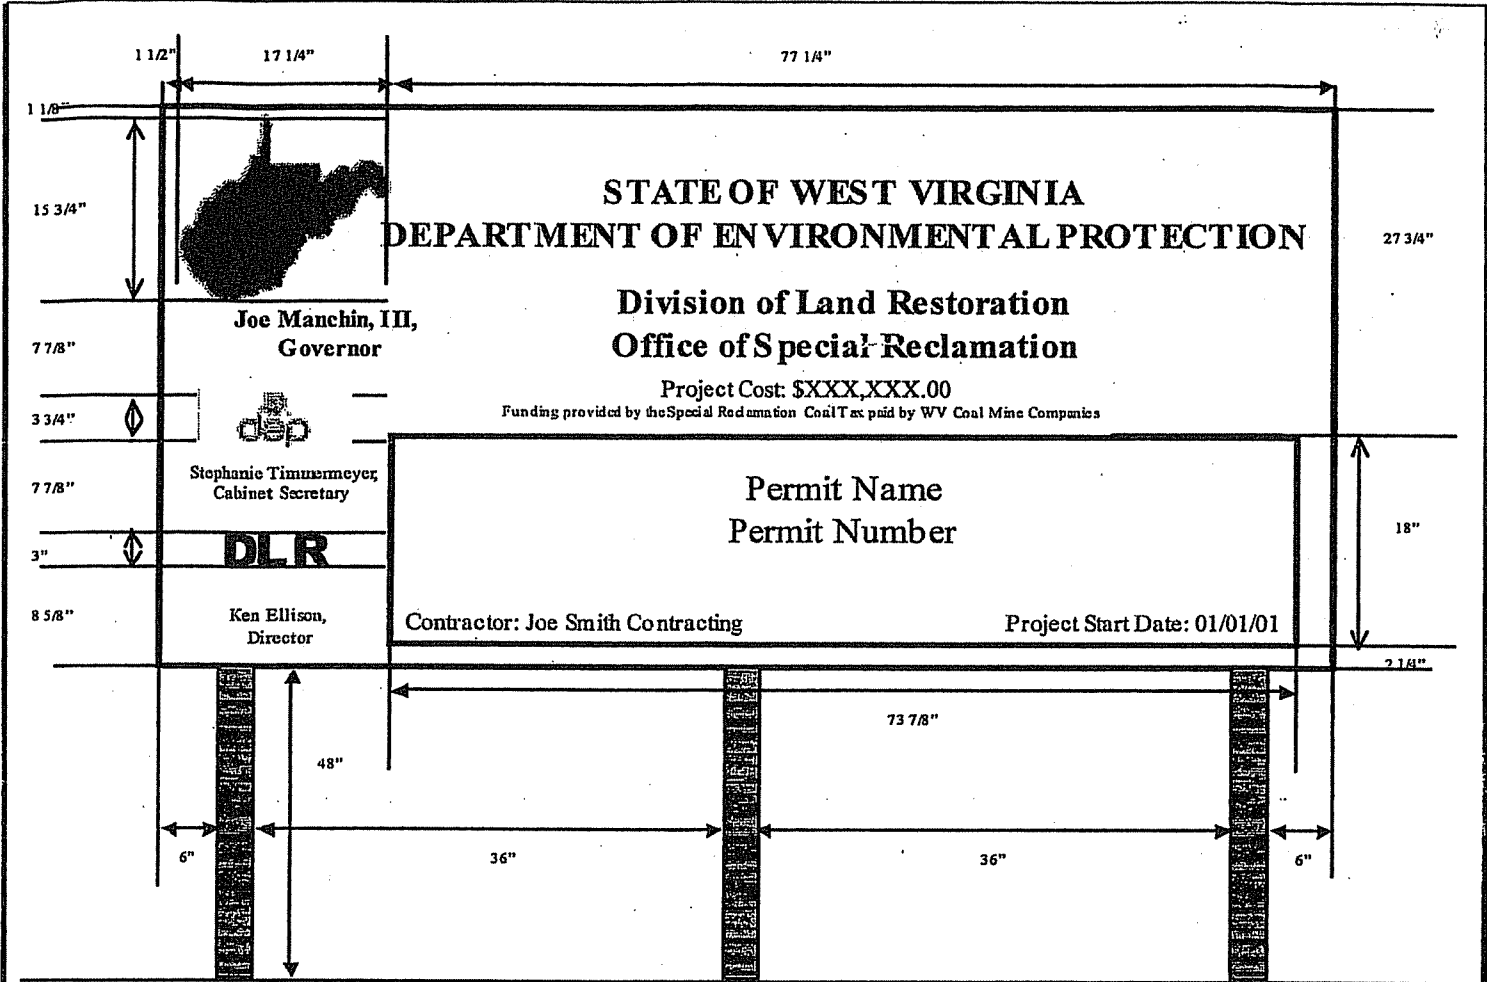 1 1/2"
17 1/4"
77 1/4"
1 1/8"
15 3/4"
STATE OF WEST VIRGINIA
DEPARTMENT OF ENVIRONMENTAL PROTECTION
27 3/4"
Division of Land Restoration
Office of Special Reclamation
Joe Manchin, III,
Governor
7 7/8"
Project Cost: $XXX,XXX.00
Funding provided by the Special Reclamation Coal Tax paid by WV Coal Mine Companies
3 3/4"
dep
Stephanie Timmermeyer,
Cabinet Secretary
7 7/8"
Permit Name
Permit Number
18"
DLR
3"
Ken Ellison,
Director
8 5/8"
Contractor: Joe Smith Contracting
Project Start Date: 01/01/01
2 1/4"
73 7/8"
48"
6"
36"
36"
6"